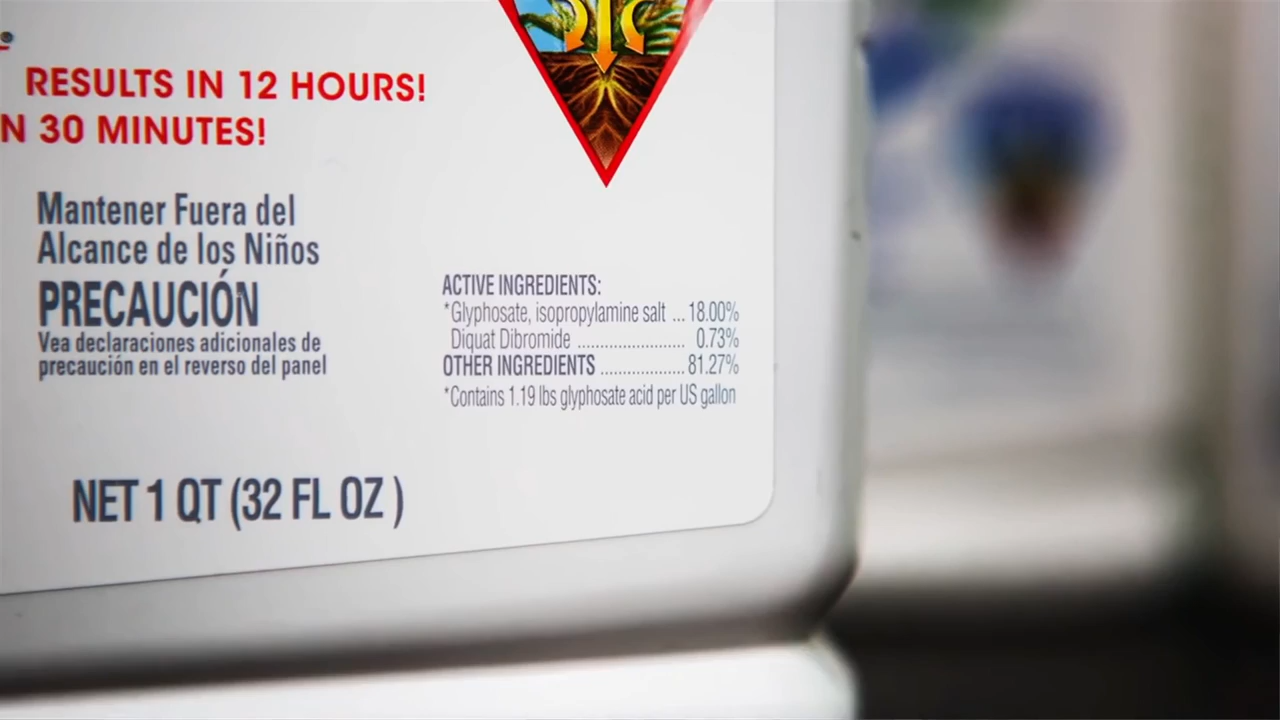 RESULTS IN 12 HOURS!
N 30 MINUTES!
Mantener Fuera del
Alcance de los Niños
PRECAUCIÓN
Vea declaraciones adicionales de
precaución en el reverso del panel
ACTIVE INGREDIENTS:
*Glyphosate, isopropylamine salt ... 18.00%
Diquat Dibromide ...................... 0.73%
OTHER INGREDIENTS ................. 81.27%
*Contains 1.19 lbs glyphosate acid per US gallon
NET 1 QT (32 FL OZ )